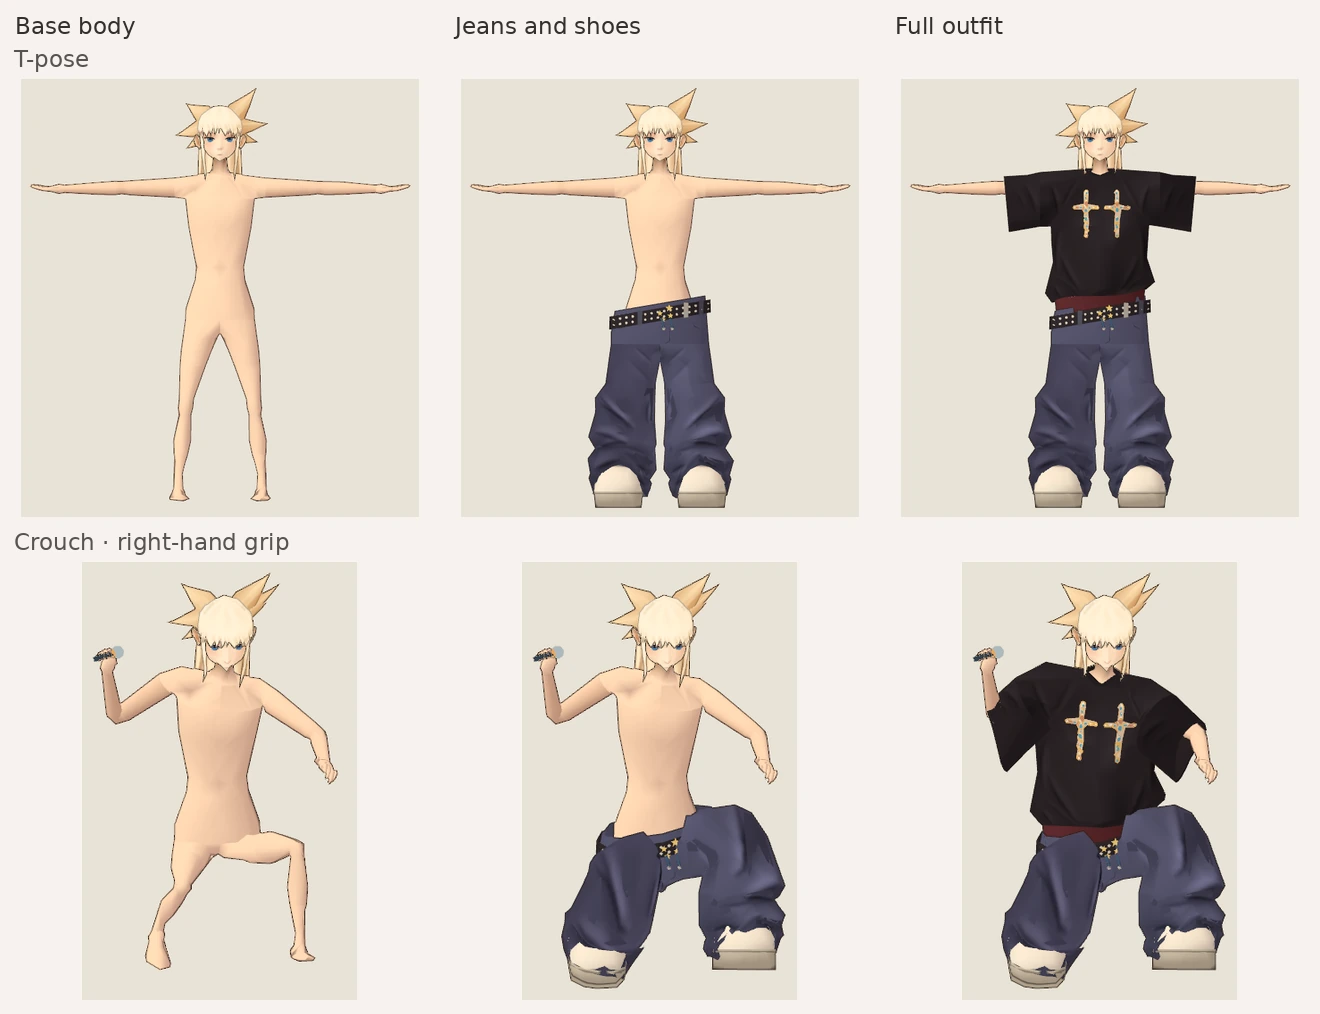 Base body
Jeans and shoes
Full outfit
T-pose
Crouch · right-hand grip